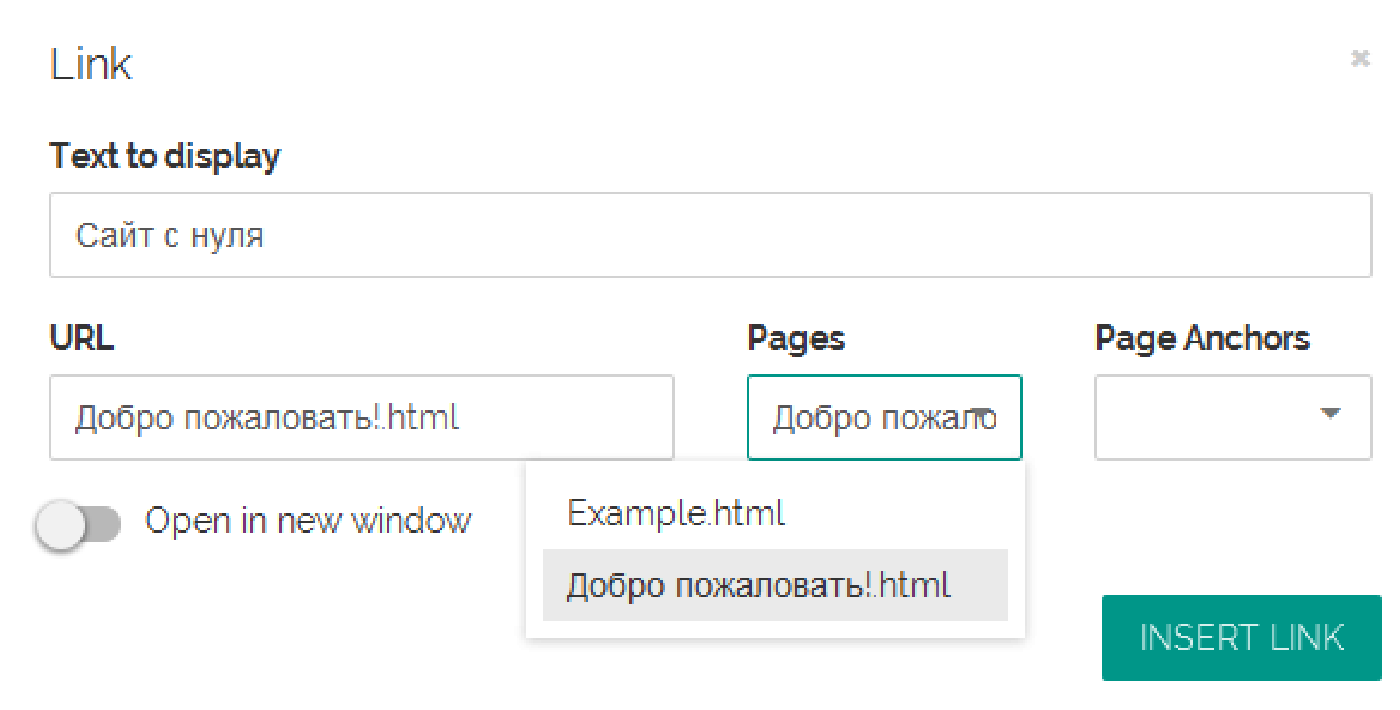 Link
Text to display
Сайт с нуля
URL Pages Page Anchors
Добро пожаловать!.html Добро пожало
Open in new window
Example.html
Добро пожаловать!.html
INSERT LINK